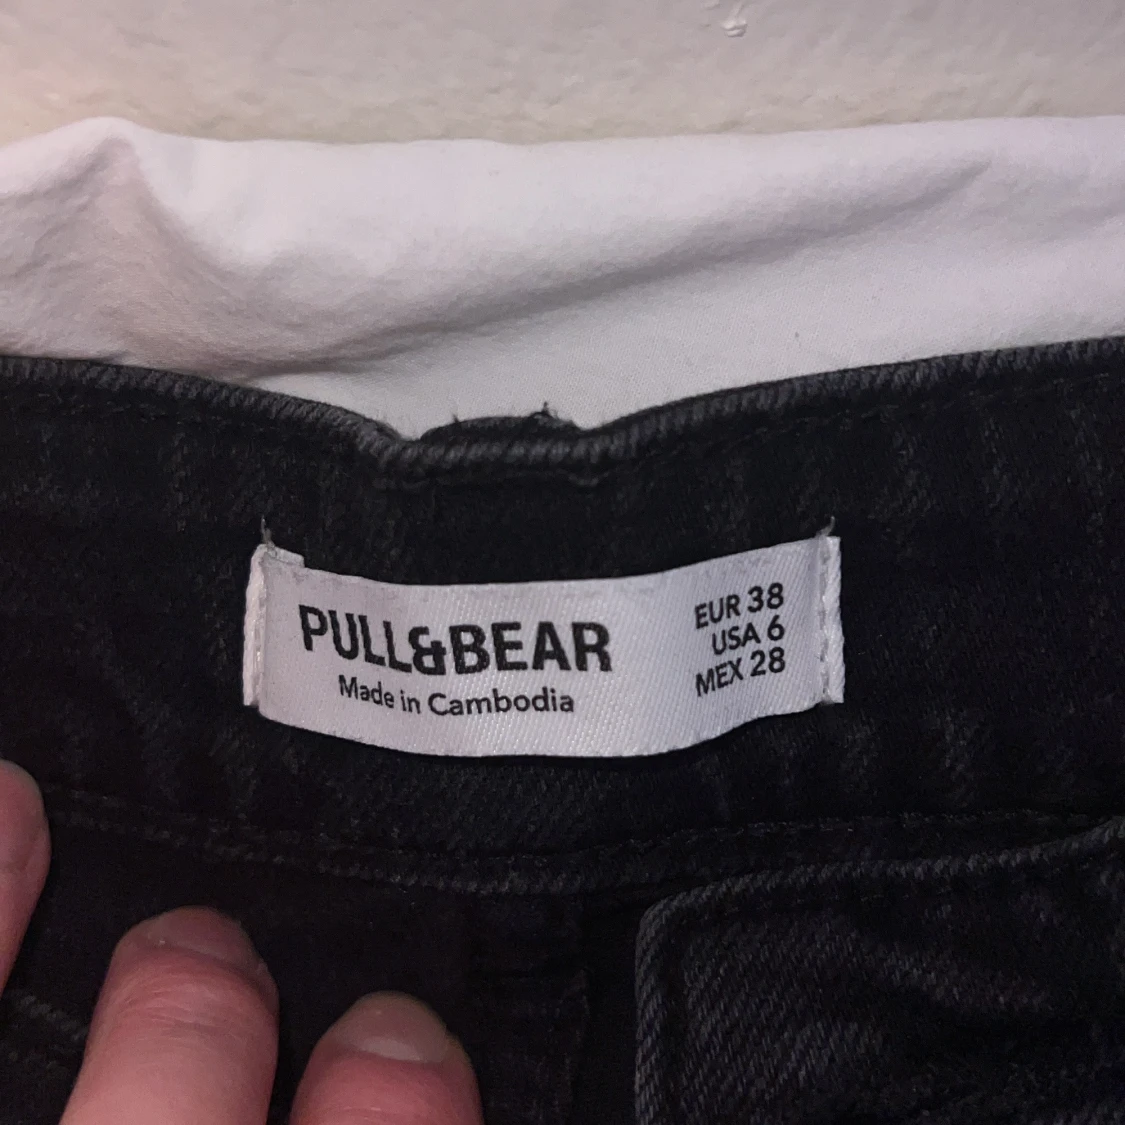 PULL&BEAR
Made in Cambodia
EUR 38
USA 6
MEX 28